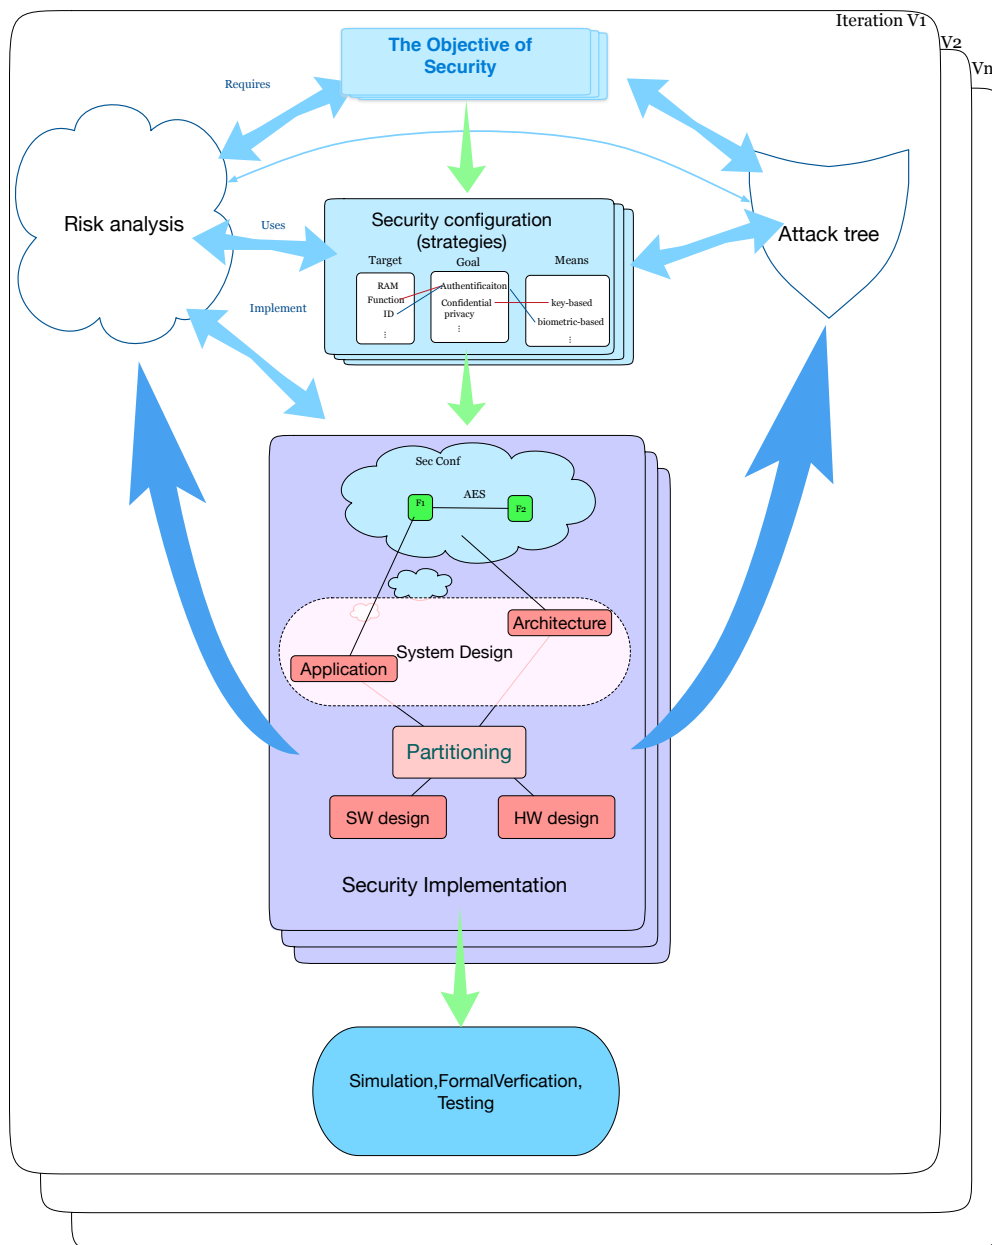 Iteration V1
V2
Vn
The Objective of
Security
Requires
Risk analysis
Uses
Implement
Attack tree
Security configuration
(strategies)
Target
Goal
Means
RAM
Function
ID
⋮
Authentificaiton
Confidential
privacy
⋮
key-based
biometric-based
⋮
Sec Conf
F1
AES
F2
Architecture
System Design
Application
Partitioning
SW design
HW design
Security Implementation
Simulation,FormalVerfication,
Testing